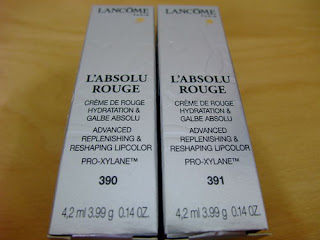 LANCÔME
PARIS
L'ABSOLU
ROUGE
CRÈME DE ROUGE
HYDRATATION &
GALBE ABSOLU
ADVANCED
REPLENISHING &
RESHAPING LIPCOLOR
PRO-XYLANE™
390
4,2 ml 3.99 g 0.14 OZ.
LANCÔME
PARIS
L'ABSOLU
ROUGE
CRÈME DE ROUGE
HYDRATATION &
GALBE ABSOLU
ADVANCED
REPLENISHING &
RESHAPING LIPCOLOR
PRO-XYLANE™
391
4,2 ml 3.99 g 0.14 OZ.